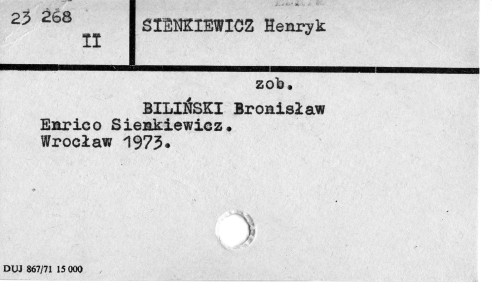 23 268
II
SIENKIEWICZ Henryk
zob.
BILIŃSKI Bronisław
Enrico Sienkiewicz.
Wrocław 1973.
DUJ 867/71 15 000